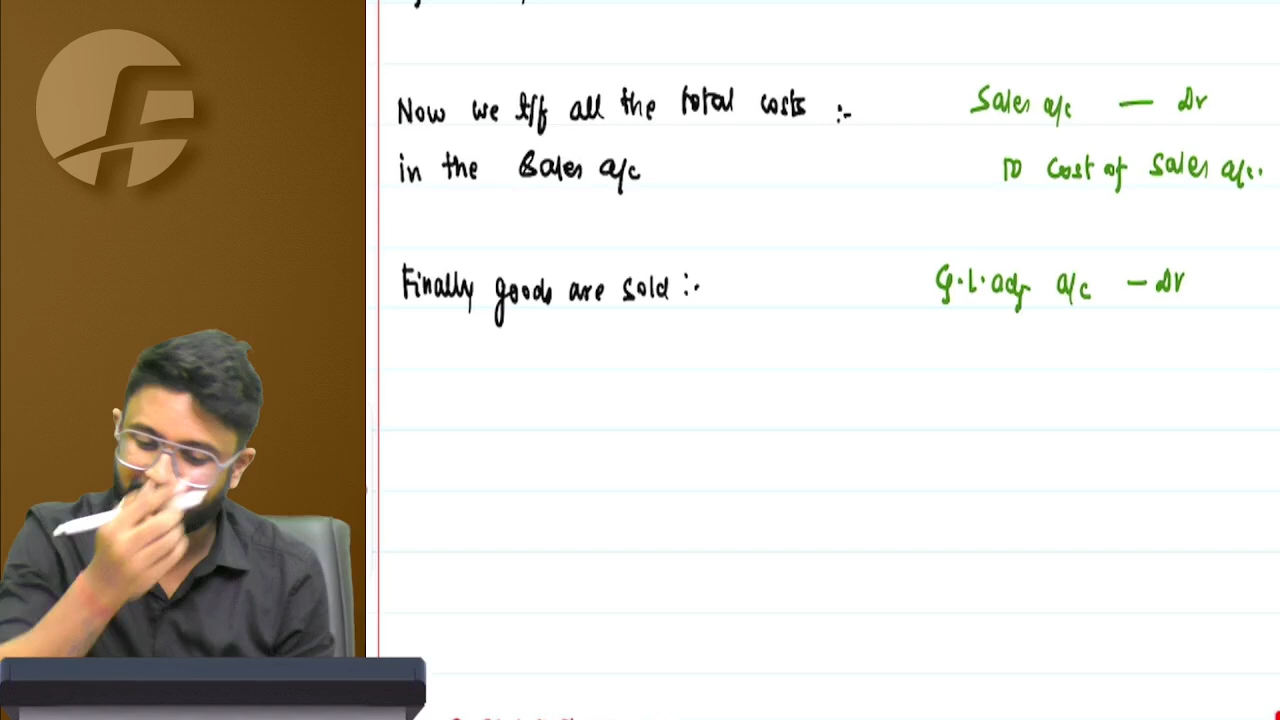 Now we t/f all the total costs :- Sales a/c — Dr
in the Sales a/c To Cost of Sales a/c.
Finally goods are sold :- G.L. adj a/c — Dr